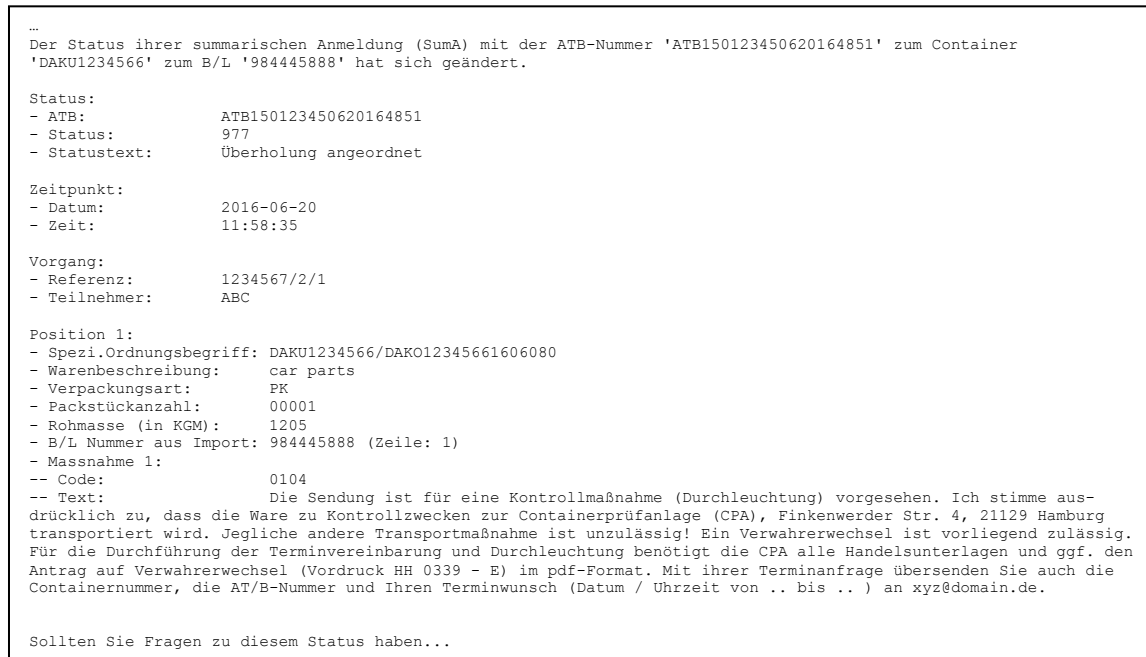 …
Der Status ihrer summarischen Anmeldung (SumA) mit der ATB-Nummer 'ATB150123450620164851' zum Container
'DAKU1234566' zum B/L '984445888' hat sich geändert.
Status:
- ATB: ATB150123450620164851
- Status: 977
- Statustext: Überholung angeordnet
Zeitpunkt:
- Datum: 2016-06-20
- Zeit: 11:58:35
Vorgang:
- Referenz: 1234567/2/1
- Teilnehmer: ABC
Position 1:
- Spezi.Ordnungsbegriff: DAKU1234566/DAKO12345661606080
- Warenbeschreibung: car parts
- Verpackungsart: PK
- Packstückanzahl: 00001
- Rohmasse (in KGM): 1205
- B/L Nummer aus Import: 984445888 (Zeile: 1)
- Massnahme 1:
-- Code: 0104
-- Text: Die Sendung ist für eine Kontrollmaßnahme (Durchleuchtung) vorgesehen. Ich stimme aus-
drücklich zu, dass die Ware zu Kontrollzwecken zur Containerprüfanlage (CPA), Finkenwerder Str. 4, 21129 Hamburg
transportiert wird. Jegliche andere Transportmaßnahme ist unzulässig! Ein Verwahrerwechsel ist vorliegend zulässig.
Für die Durchführung der Terminvereinbarung und Durchleuchtung benötigt die CPA alle Handelsunterlagen und ggf. den
Antrag auf Verwahrerwechsel (Vordruck HH 0339 - E) im pdf-Format. Mit ihrer Terminanfrage übersenden Sie auch die
Containernummer, die AT/B-Nummer und Ihren Terminwunsch (Datum / Uhrzeit von .. bis .. ) an xyz@domain.de.
Sollten Sie Fragen zu diesem Status haben...